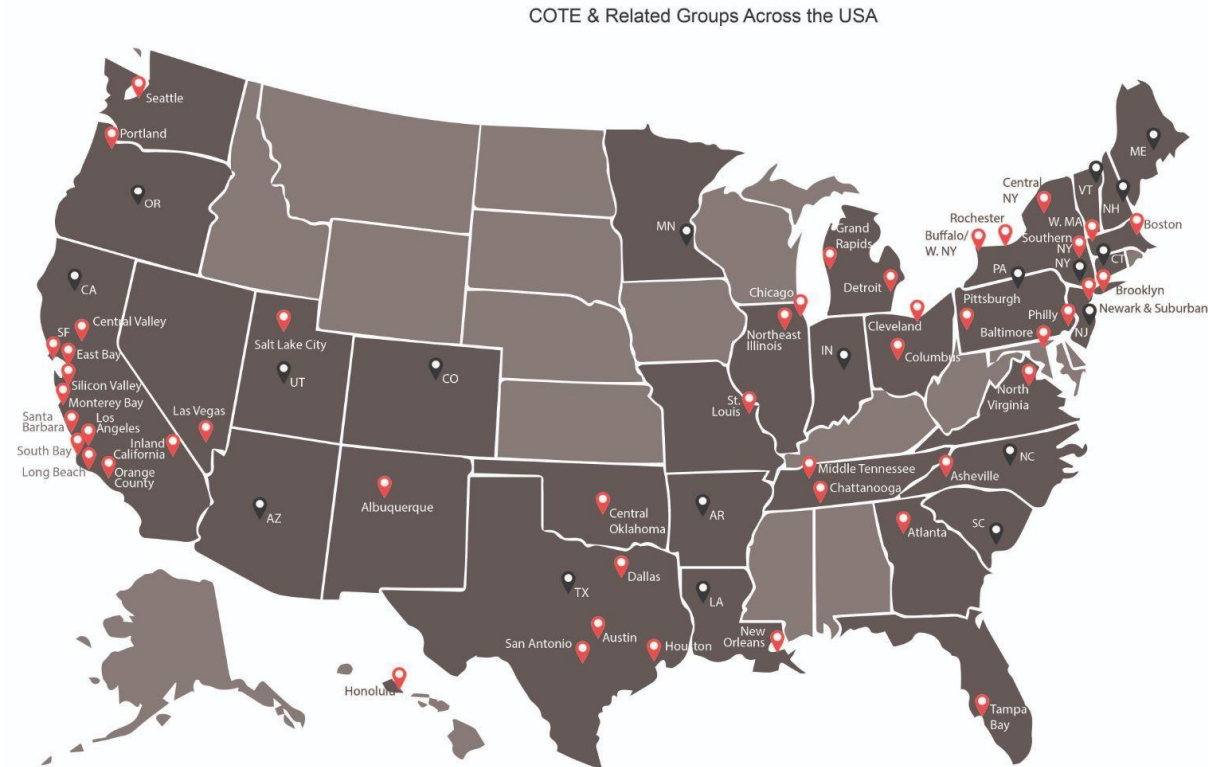 COTE & Related Groups Across the USA
Seattle
Portland
OR
CA
SF
Central Valley
East Bay
Silicon Valley
Monterey Bay
Santa
Barbara
Los
Angeles
South Bay
Long Beach
Orange
County
Inland
California
Las Vegas
Salt Lake City
UT
CO
AZ
Albuquerque
Central
Oklahoma
TX
Dallas
Austin
San Antonio
Houston
Honolulu
MN
AR
LA
New
Orleans
St.
Louis
Chicago
Northeast
Illinois
Grand
Rapids
Detroit
IN
Cleveland
Columbus
Middle Tennessee
Chattanooga
Asheville
NC
SC
Atlanta
Tampa
Bay
North
Virginia
Baltimore
Philly
Pittsburgh
PA
NJ
Newark & Suburban
Brooklyn
CT
NY
Southern
NY
W. MA
Boston
Buffalo/
W. NY
Rochester
Central
NY
VT
NH
ME